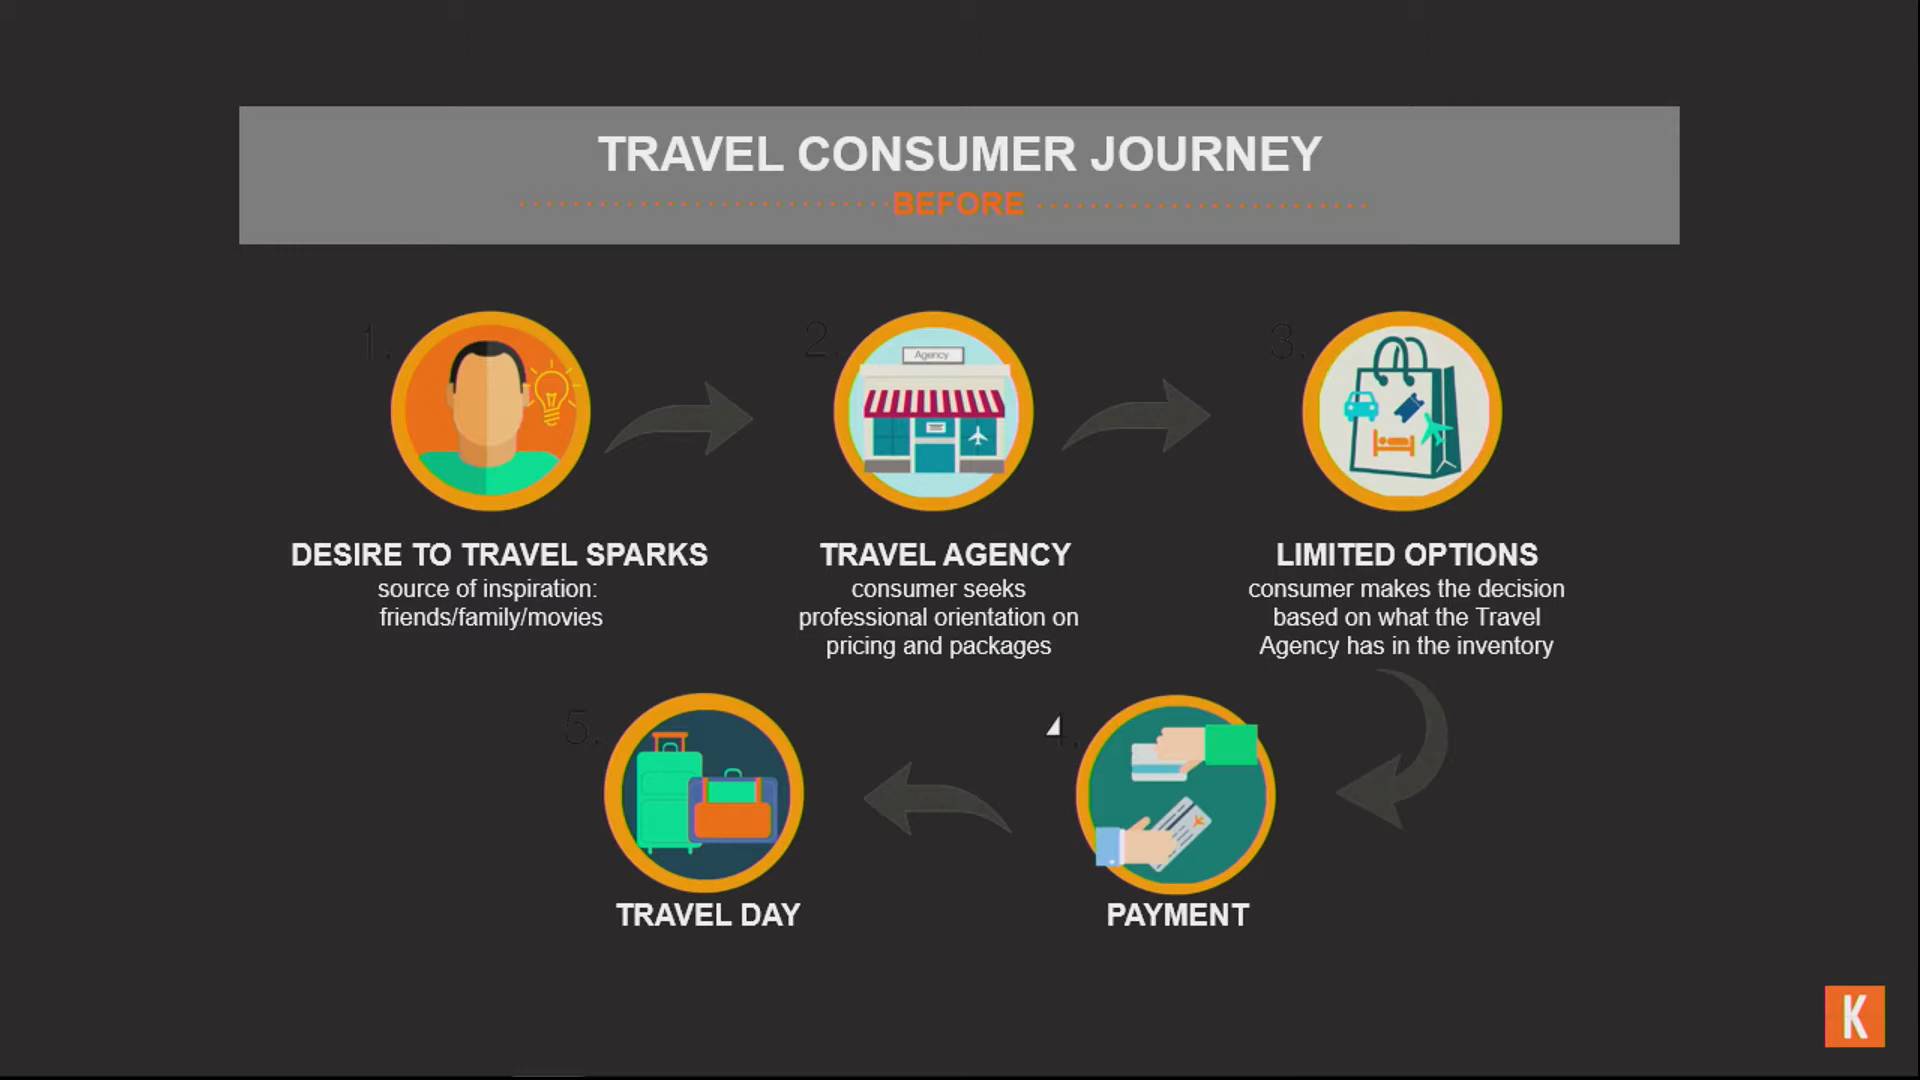 TRAVEL CONSUMER JOURNEY
BEFORE
1.
2.
3.
Agency
DESIRE TO TRAVEL SPARKS
source of inspiration:
friends/family/movies
TRAVEL AGENCY
consumer seeks
professional orientation on
pricing and packages
LIMITED OPTIONS
consumer makes the decision
based on what the Travel
Agency has in the inventory
4.
PAYMENT
5.
TRAVEL DAY
K